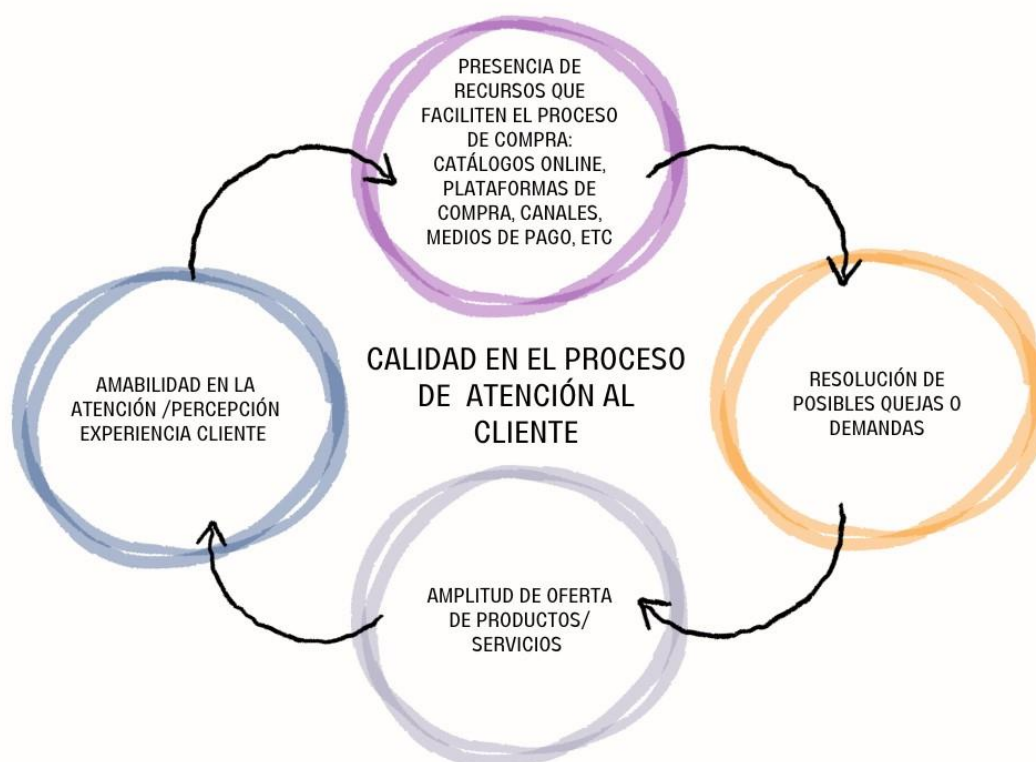 PRESENCIA DE
RECURSOS QUE
FACILITEN EL PROCESO
DE COMPRA:
CATÁLOGOS ONLINE,
PLATAFORMAS DE
COMPRA, CANALES,
MEDIOS DE PAGO, ETC
AMABILIDAD EN LA
ATENCIÓN /PERCEPCIÓN
EXPERIENCIA CLIENTE
CALIDAD EN EL PROCESO
DE ATENCIÓN AL
CLIENTE
RESOLUCIÓN DE
POSIBLES QUEJAS O
DEMANDAS
AMPLITUD DE OFERTA
DE PRODUCTOS/
SERVICIOS